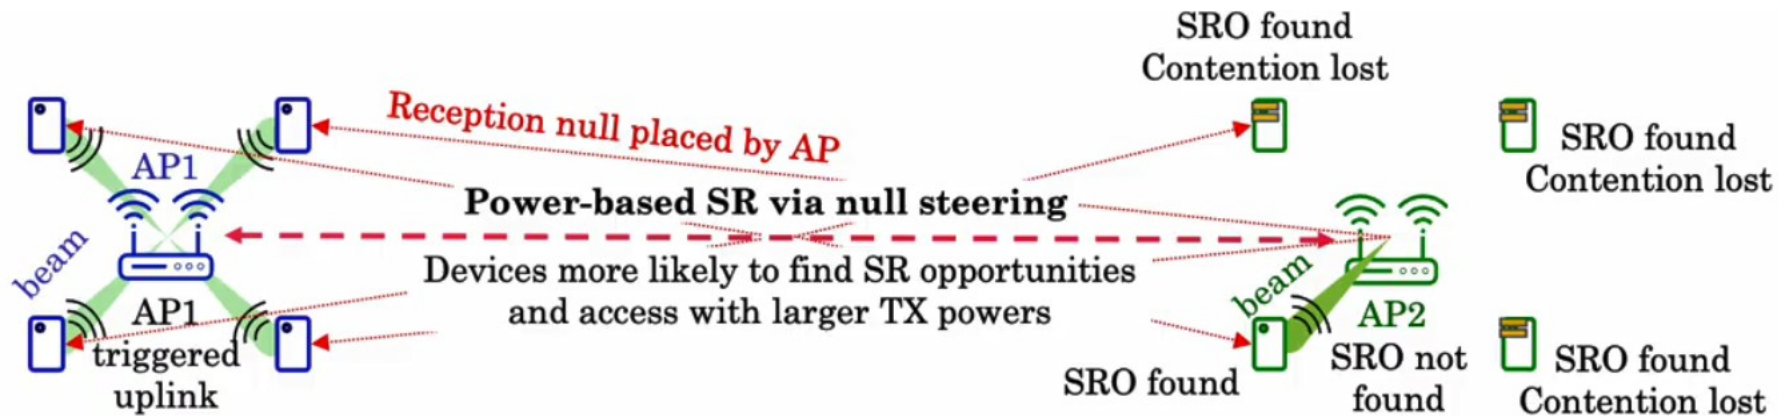 SRO found
Contention lost
Reception null placed by AP
AP1
Power-based SR via null steering
SRO found
Contention lost
beam
Devices more likely to find SR opportunities
and access with larger TX powers
beam
AP1
triggered
uplink
AP2
SRO not
found
SRO found
SRO found
Contention lost